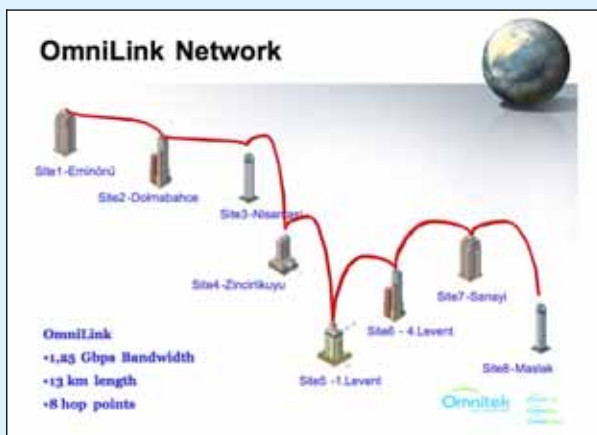 OmniLink Network
Site1-Eminönü
Site2-Dolmabahce
Site3-Nisantasi
Site4-Zincirlikuyu
Site7-Sanayi
Site6 - 4.Levent
Site8-Maslak
Site5 -1.Levent
OmniLink
•1,25 Gbps Bandwidth
•13 km length
•8 hop points
Omnitek